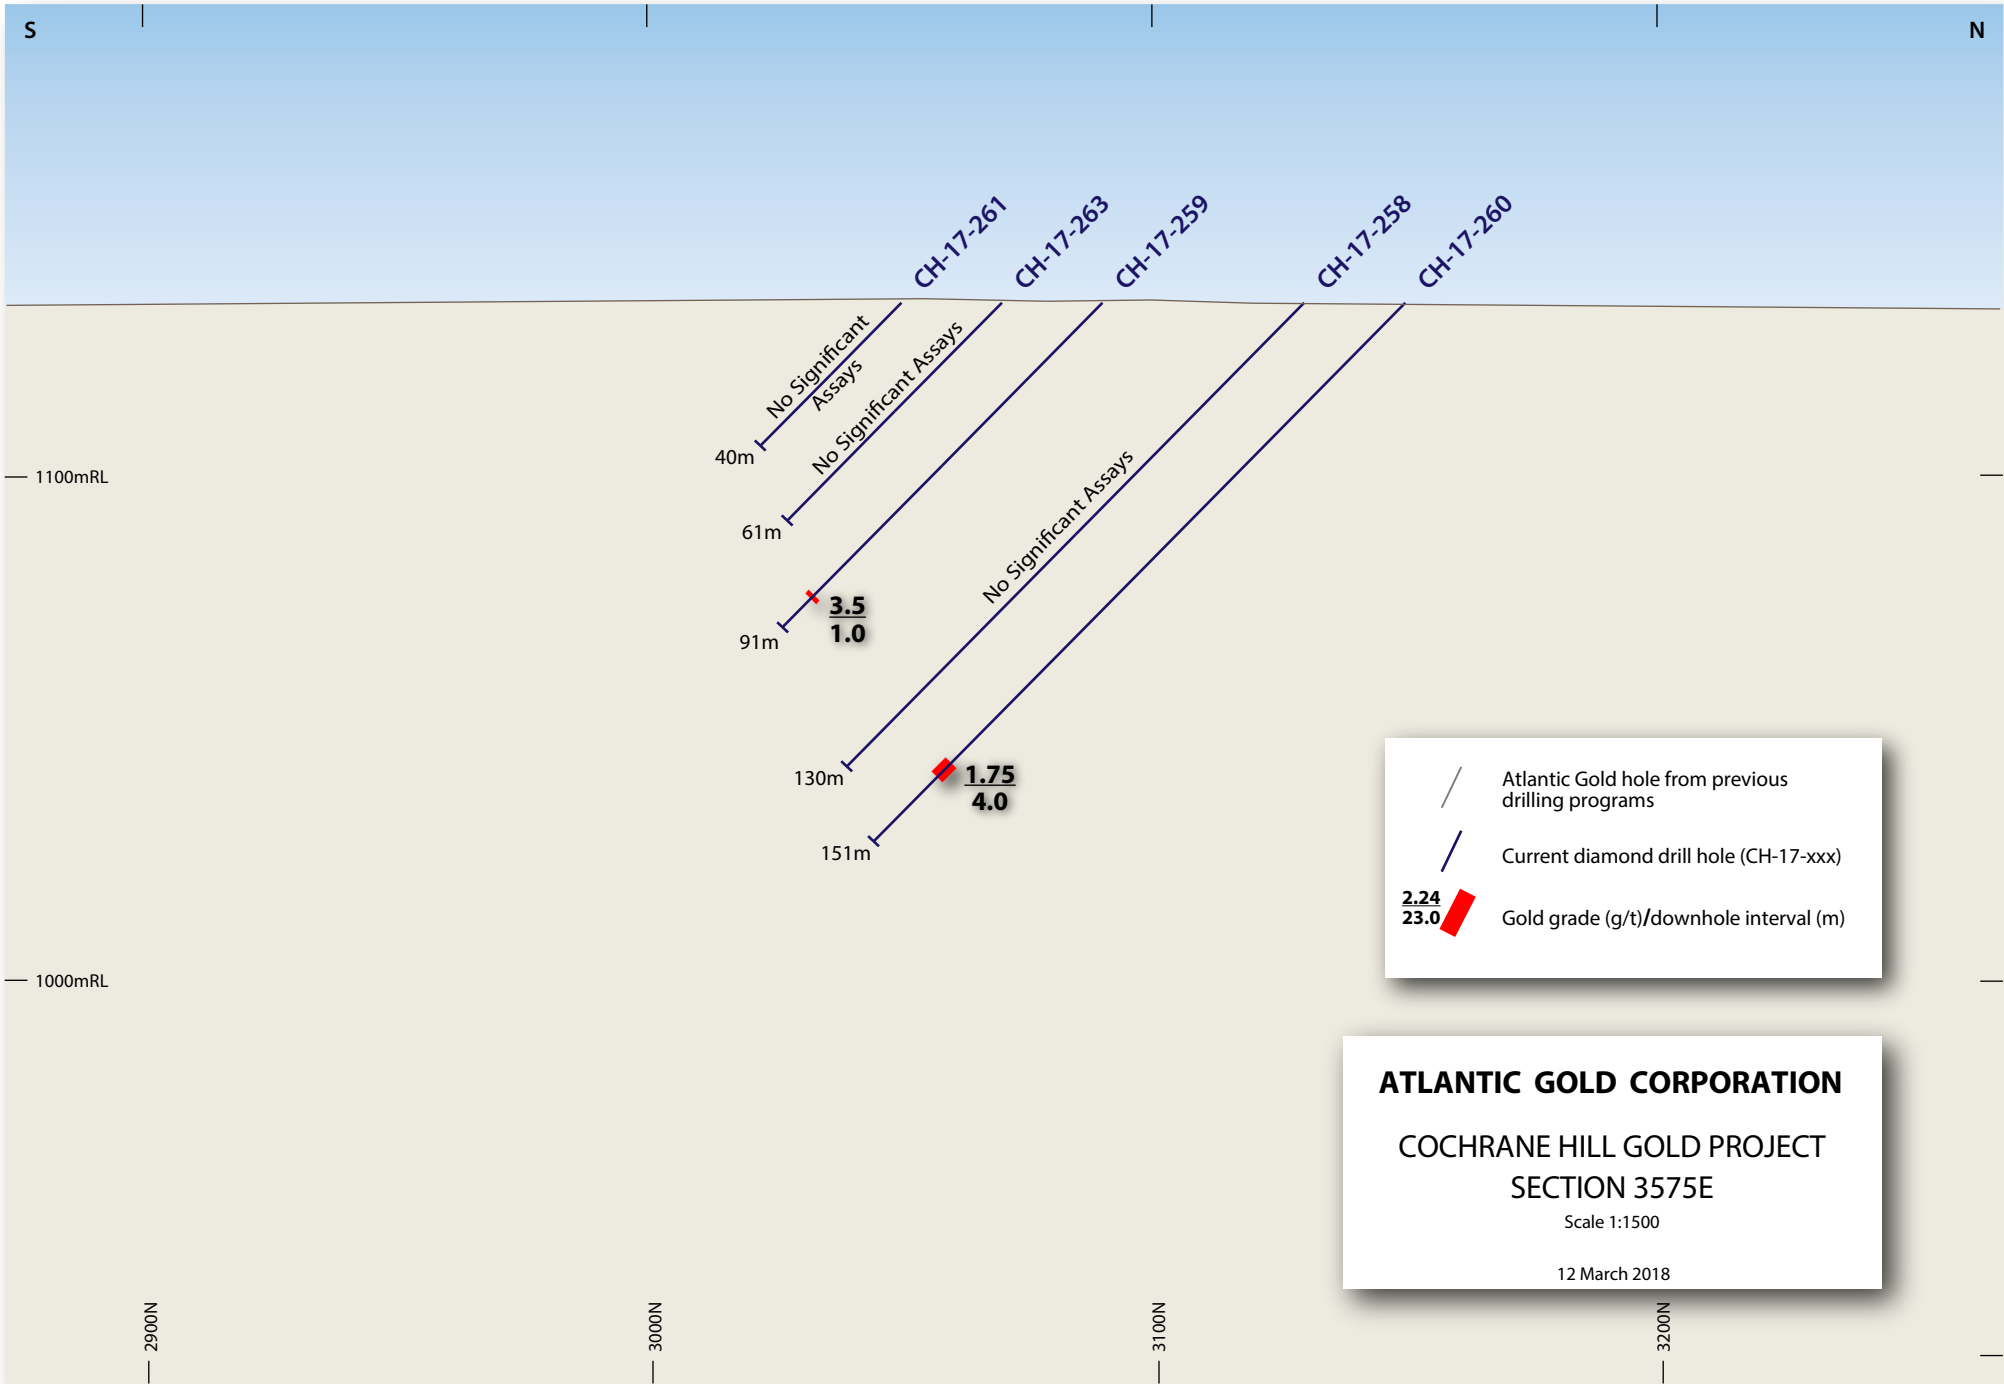 S
N
CH-17-261
CH-17-263
CH-17-259
CH-17-258
CH-17-260
No Significant
Assays
No Significant Assays
No Significant Assays
40m
1100mRL
61m
3.5
1.0
91m
130m
1.75
4.0
151m
Atlantic Gold hole from previous
drilling programs
Current diamond drill hole (CH-17-xxx)
2.24
23.0
Gold grade (g/t)/downhole interval (m)
1000mRL
ATLANTIC GOLD CORPORATION
COCHRANE HILL GOLD PROJECT
SECTION 3575E
Scale 1:1500
12 March 2018
2900N
3000N
3100N
3200N